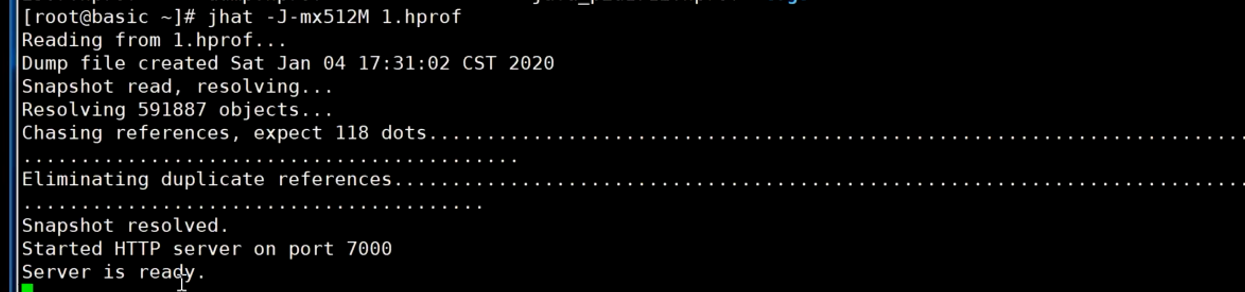 [root@basic ~]# jhat -J-mx512M 1.hprof
Reading from 1.hprof...
Dump file created Sat Jan 04 17:31:02 CST 2020
Snapshot read, resolving...
Resolving 591887 objects...
Chasing references, expect 118 dots.......................................................................
...........................................
Eliminating duplicate references..........................................................................
........................................
Snapshot resolved.
Started HTTP server on port 7000
Server is ready.